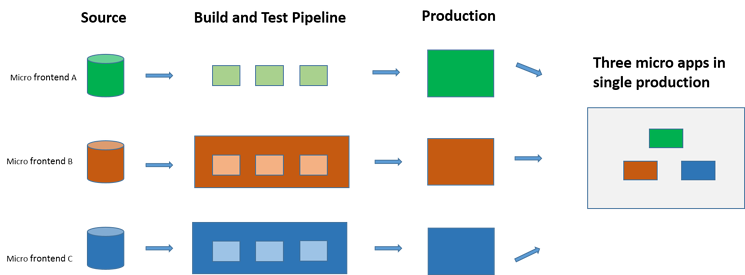 Source
Build and Test Pipeline
Production
Three micro apps in
single production
Micro frontend A
Micro frontend B
Micro frontend C